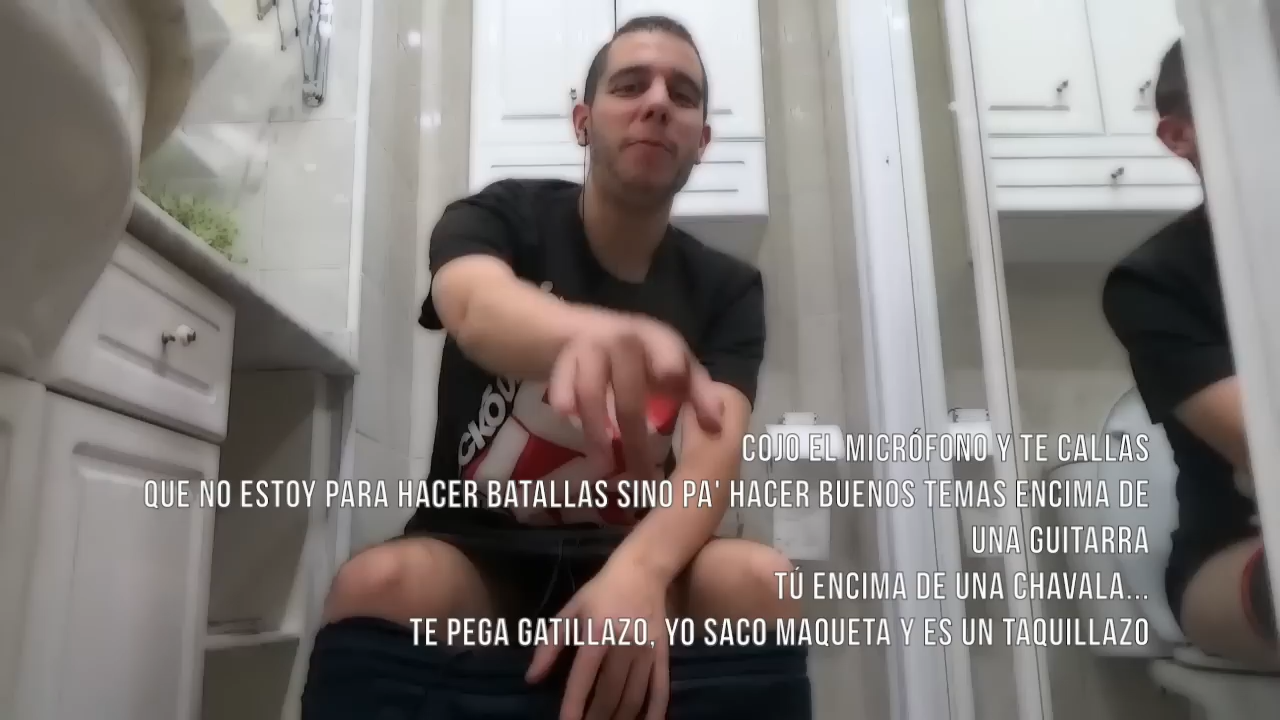 COJO EL MICRÓFONO Y TE CALLAS
QUE NO ESTOY PARA HACER BATALLAS SINO PA' HACER BUENOS TEMAS ENCIMA DE
UNA GUITARRA
TÚ ENCIMA DE UNA CHAVALA...
TE PEGA GATILLAZO, YO SACO MAQUETA Y ES UN TAQUILLAZO